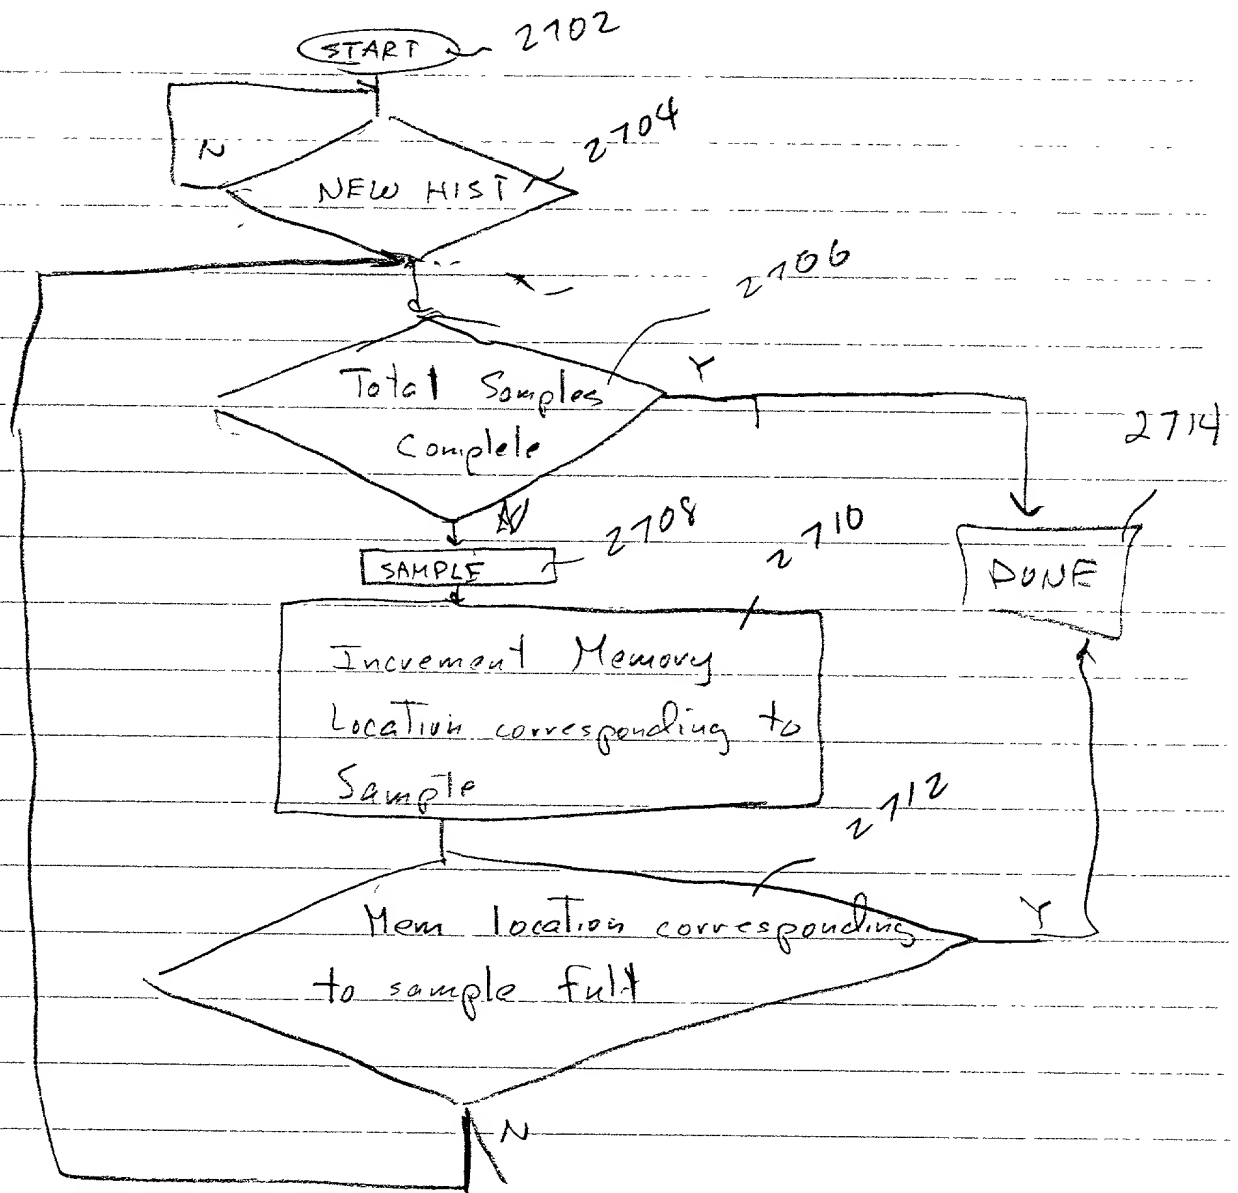 START
2702
N
2704
NEW HIST
2706
Total Samples
Complete
Y
2714
N
2708
2710
SAMPLE
DONE
Increment Memory
Location corresponding to
Sample
2712
Mem location corresponding
to sample full
Y
N